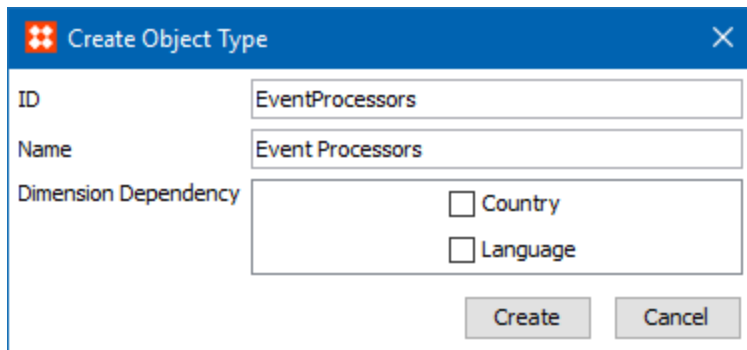 Create Object Type
ID EventProcessors
Name Event Processors
Dimension Dependency
Country
Language
Create Cancel